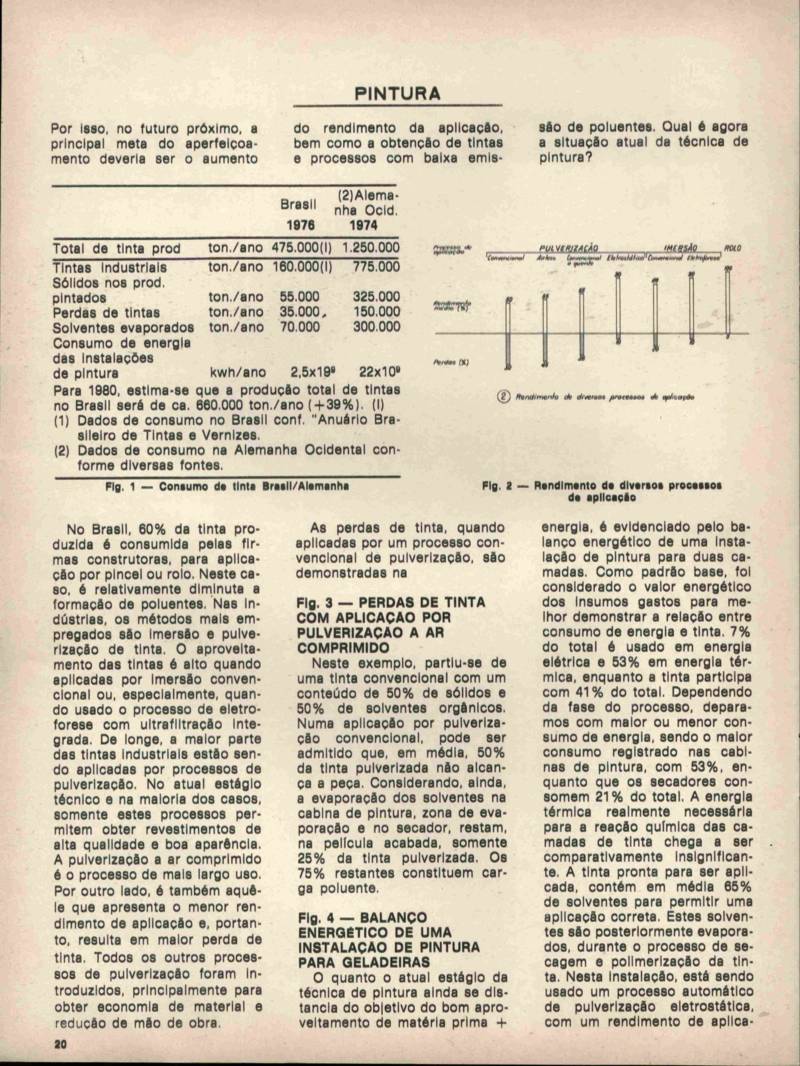 PINTURA
Por isso, no futuro próximo, a
principal meta do aperfeiçoa-
mento deveria ser o aumento
do rendimento da aplicação,
bem como a obtenção de tintas
e processos com baixa emis-
são de poluentes. Qual é agora
a situação atual da técnica de
pintura?
Brasil (2)Alema-
nha Ocid.
1976 1974
Total de tinta prod ton./ano 475.000(I) 1.250.000
Tintas Industriais ton./ano 160.000(I) 775.000
Sólidos nos prod.
pintados ton./ano 55.000 325.000
Perdas de tintas ton./ano 35.000 150.000
Solventes evaporados ton./ano 70.000 300.000
Consumo de energia
das instalações
de pintura kwh/ano 2,5x19⁹ 22x10⁹
Para 1980, estima-se que a produção total de tintas
no Brasil será de ca. 660.000 ton./ano (+39%). (I)
(1) Dados de consumo no Brasil conf. "Anuário Bra-
sileiro de Tintas e Vernizes.
(2) Dados de consumo na Alemanha Ocidental con-
forme diversas fontes.
Fig. 1 — Consumo de tinta Brasil/Alemanha
Processo de
aplicação
PULVERIZAÇÃO IMERSÃO ROLO
Convencional Airless Convencional
a quente Eletrostático Convencional Eletroforese
Rendimento
médio (%)
Perdas (%)
2 Rendimento de diversos processos de aplicação
Fig. 2 — Rendimento de diversos processos
de aplicação
No Brasil, 60% da tinta pro-
duzida é consumida pelas fir-
mas construtoras, para aplica-
ção por pincel ou rolo. Neste ca-
so, é relativamente diminuta a
formação de poluentes. Nas in-
dústrias, os métodos mais em-
pregados são imersão e pulve-
rização de tinta. O aproveita-
mento das tintas é alto quando
aplicadas por imersão conven-
cional ou, especialmente, quan-
do usado o processo de eletro-
forese com ultrafiltração inte-
grada. De longe, a maior parte
das tintas industriais estão sen-
do aplicadas por processos de
pulverização. No atual estágio
técnico e na maioria dos casos,
somente estes processos per-
mitem obter revestimentos de
alta qualidade e boa aparência.
A pulverização a ar comprimido
é o processo de mais largo uso.
Por outro lado, é também aquê-
le que apresenta o menor ren-
dimento de aplicação e, portan-
to, resulta em maior perda de
tinta. Todos os outros proces-
sos de pulverização foram in-
troduzidos, principalmente para
obter economia de material e
redução de mão de obra.
As perdas de tinta, quando
aplicadas por um processo con-
vencional de pulverização, são
demonstradas na
Fig. 3 — PERDAS DE TINTA
COM APLICAÇAO POR
PULVERIZAÇAO A AR
COMPRIMIDO
Neste exemplo, partiu-se de
uma tinta convencional com um
conteúdo de 50% de sólidos e
50% de solventes orgânicos.
Numa aplicação por pulveriza-
ção convencional, pode ser
admitido que, em média, 50%
da tinta pulverizada não alcan-
ça a peça. Considerando, ainda,
a evaporação dos solventes na
cabina de pintura, zona de eva-
poração e no secador, restam,
na película acabada, somente
25% da tinta pulverizada. Os
75% restantes constituem car-
ga poluente.
Fig. 4 — BALANÇO
ENERGÉTICO DE UMA
INSTALAÇAO DE PINTURA
PARA GELADEIRAS
O quanto o atual estágio da
técnica de pintura ainda se dis-
tancia do objetivo do bom apro-
veitamento de matéria prima +
energia, é evidenciado pelo ba-
lanço energético de uma insta-
lação de pintura para duas ca-
madas. Como padrão base, foi
considerado o valor energético
dos insumos gastos para me-
lhor demonstrar a relação entre
consumo de energia e tinta. 7%
do total é usado em energia
elétrica e 53% em energia tér-
mica, enquanto a tinta participa
com 41% do total. Dependendo
da fase do processo, depara-
mos com maior ou menor con-
sumo de energia, sendo o maior
consumo registrado nas cabi-
nas de pintura, com 53%, en-
quanto que os secadores con-
somem 21% do total. A energia
térmica realmente necessária
para a reação química das ca-
madas de tinta chega a ser
comparativamente insignifican-
te. A tinta pronta para ser apli-
cada, contém em média 65%
de solventes para permitir uma
aplicação correta. Estes solven-
tes são posteriormente evapora-
dos, durante o processo de se-
cagem e polimerização da tin-
ta. Nesta instalação, está sendo
usado um processo automático
de pulverização eletrostática,
com um rendimento de aplica-
20